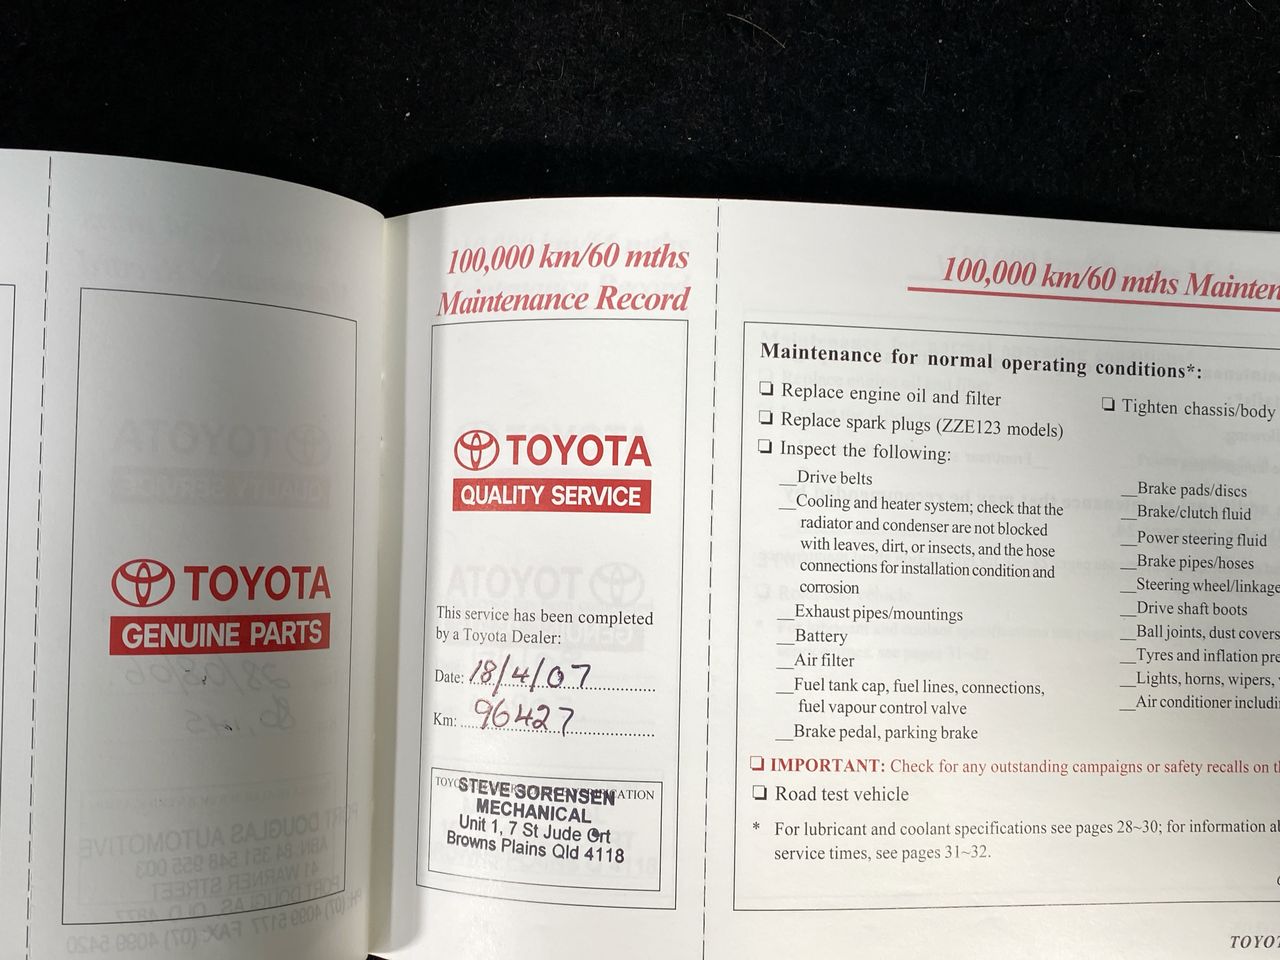 TOYOTA
GENUINE PARTS
100,000 km/60 mths
Maintenance Record
TOYOTA
QUALITY SERVICE
This service has been completed
by a Toyota Dealer:
Date: 18/4/07
Km: 96427
STEVE SORENSEN
MECHANICAL
Unit 1, 7 St Jude Crt
Browns Plains Qld 4118
100,000 km/60 mths Mainten
Maintenance for normal operating conditions*:
❏ Replace engine oil and filter
❏ Replace spark plugs (ZZE123 models)
❏ Inspect the following:
__Drive belts
__Cooling and heater system; check that the
radiator and condenser are not blocked
with leaves, dirt, or insects, and the hose
connections for installation condition and
corrosion
__Exhaust pipes/mountings
__Battery
__Air filter
__Fuel tank cap, fuel lines, connections,
fuel vapour control valve
__Brake pedal, parking brake
❏ Tighten chassis/body
__Brake pads/discs
__Brake/clutch fluid
__Power steering fluid
__Brake pipes/hoses
__Steering wheel/linkage
__Drive shaft boots
__Ball joints, dust covers
__Tyres and inflation pre
__Lights, horns, wipers,
__Air conditioner includi
❏ IMPORTANT: Check for any outstanding campaigns or safety recalls on th
❏ Road test vehicle
* For lubricant and coolant specifications see pages 28~30; for information a
service times, see pages 31~32.
TOYO